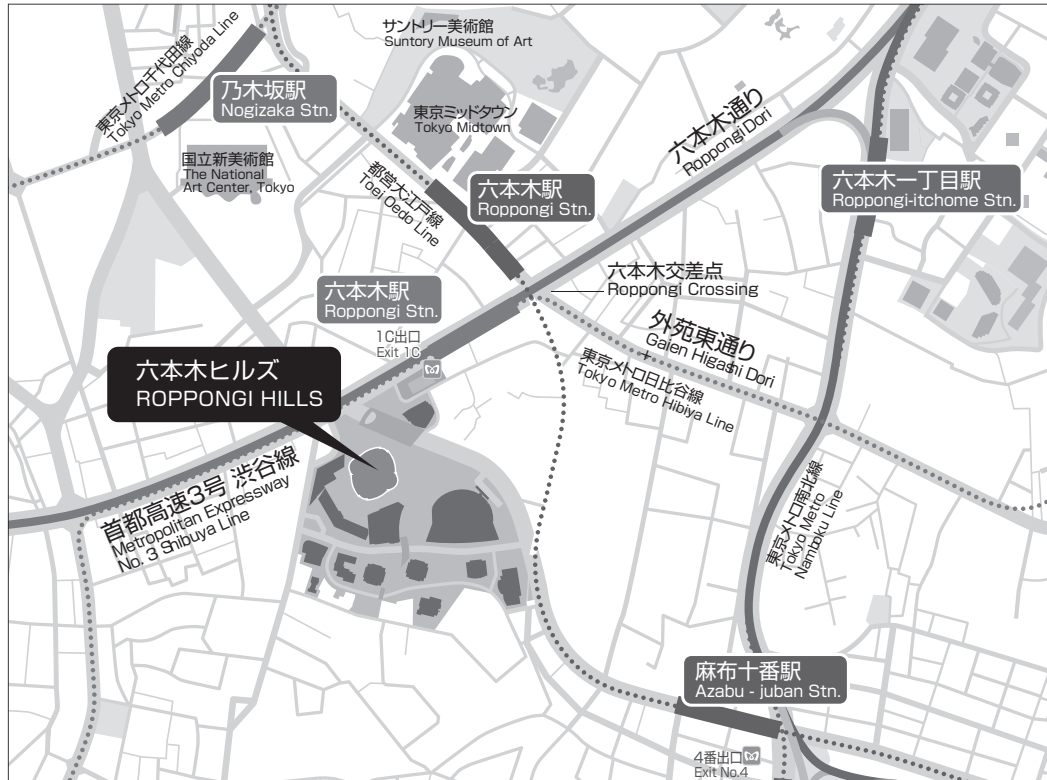 サントリー美術館
Suntory Museum of Art
東京メトロ千代田線
Tokyo Metro Chiyoda Line
乃木坂駅
Nogizaka Stn.
東京ミッドタウン
Tokyo Midtown
六本木通り
Roppongi Dori
国立新美術館
The National
Art Center, Tokyo
都営大江戸線
Toei Oedo Line
六本木駅
Roppongi Stn.
六本木一丁目駅
Roppongi-itchome Stn.
六本木交差点
Roppongi Crossing
六本木駅
Roppongi Stn.
1C出口
Exit 1C
外苑東通り
Gaien Higashi Dori
東京メトロ日比谷線
Tokyo Metro Hibiya Line
六本木ヒルズ
ROPPONGI HILLS
首都高速3号 渋谷線
Metropolitan Expressway
No. 3 Shibuya Line
東京メトロ南北線
Tokyo Metro
Namboku Line
麻布十番駅
Azabu - juban Stn.
4番出口
Exit No.4